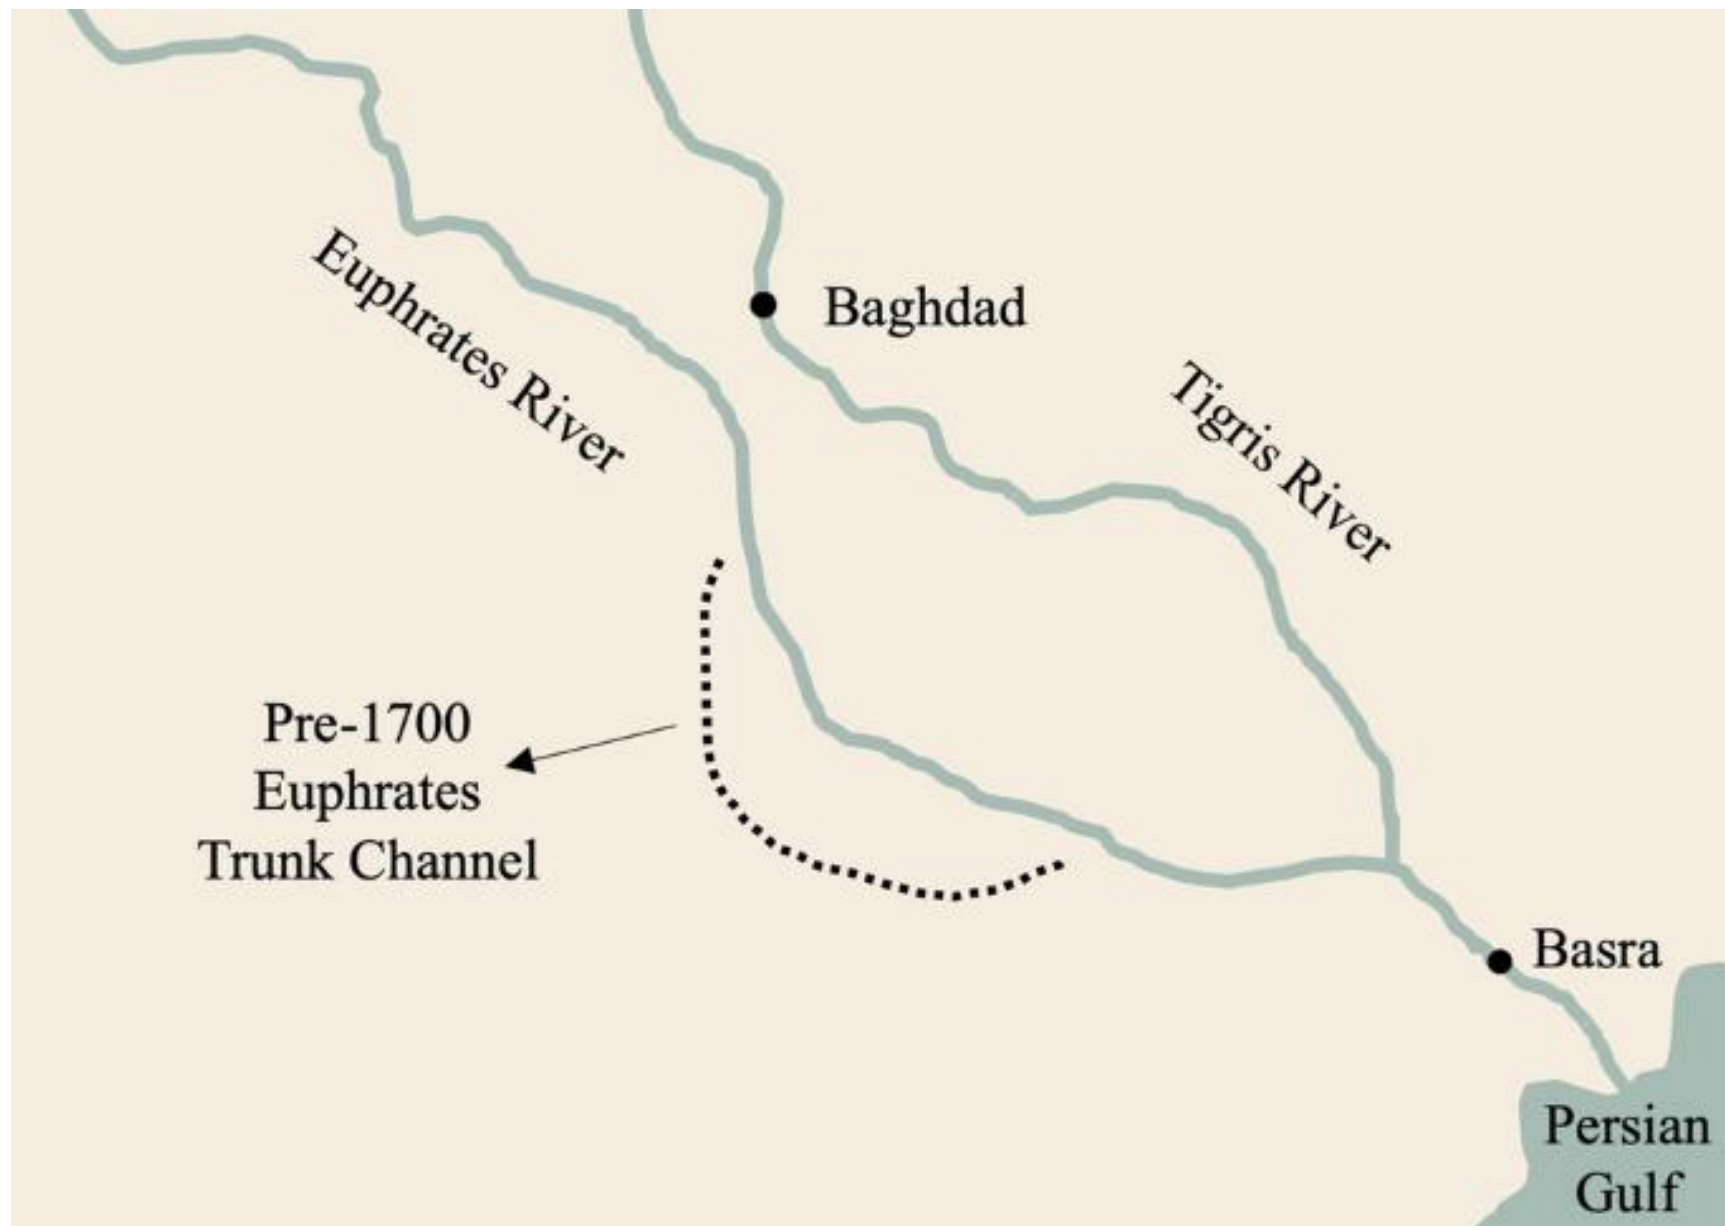 Euphrates River
Baghdad
Tigris River
Pre-1700
Euphrates
Trunk Channel
Basra
Persian
Gulf